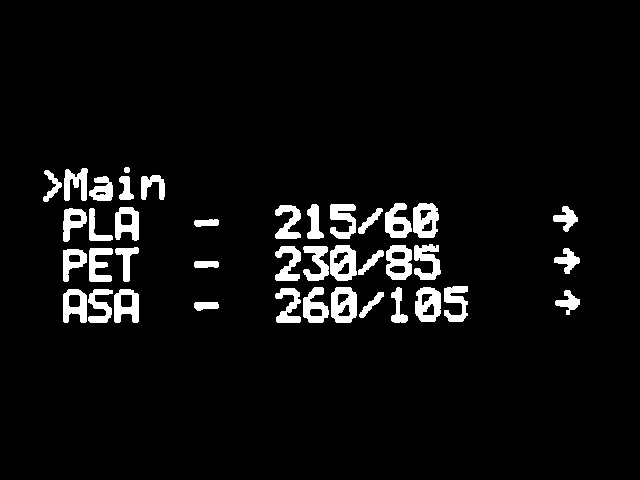 >Main
PLA - 215/60 →
PET - 230/85 →
ASA - 260/105 →